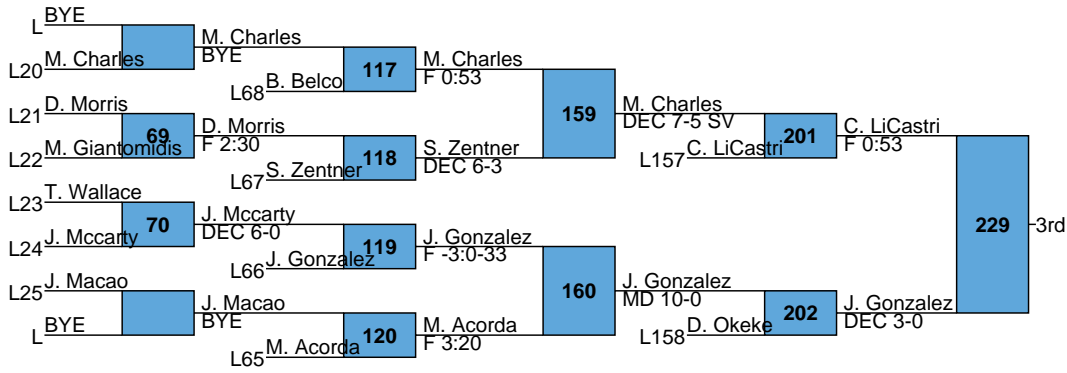 L BYE
L20 M. Charles
M. Charles
BYE
L68 B. Belco
117
M. Charles
F 0:53
L21 D. Morris
69
L22 M. Giantomidis
D. Morris
F 2:30
L67 S. Zentner
118
S. Zentner
DEC 6-3
159
M. Charles
DEC 7-5 SV
L157 C. LiCastri
201
C. LiCastri
F 0:53
L23 T. Wallace
70
L24 J. Mccarty
J. Mccarty
DEC 6-0
L66 J. Gonzalez
119
J. Gonzalez
F -3:0-33
L25 J. Macao
L BYE
J. Macao
BYE
L65 M. Acorda
120
M. Acorda
F 3:20
160
J. Gonzalez
MD 10-0
L158 D. Okeke
202
J. Gonzalez
DEC 3-0
229
3rd